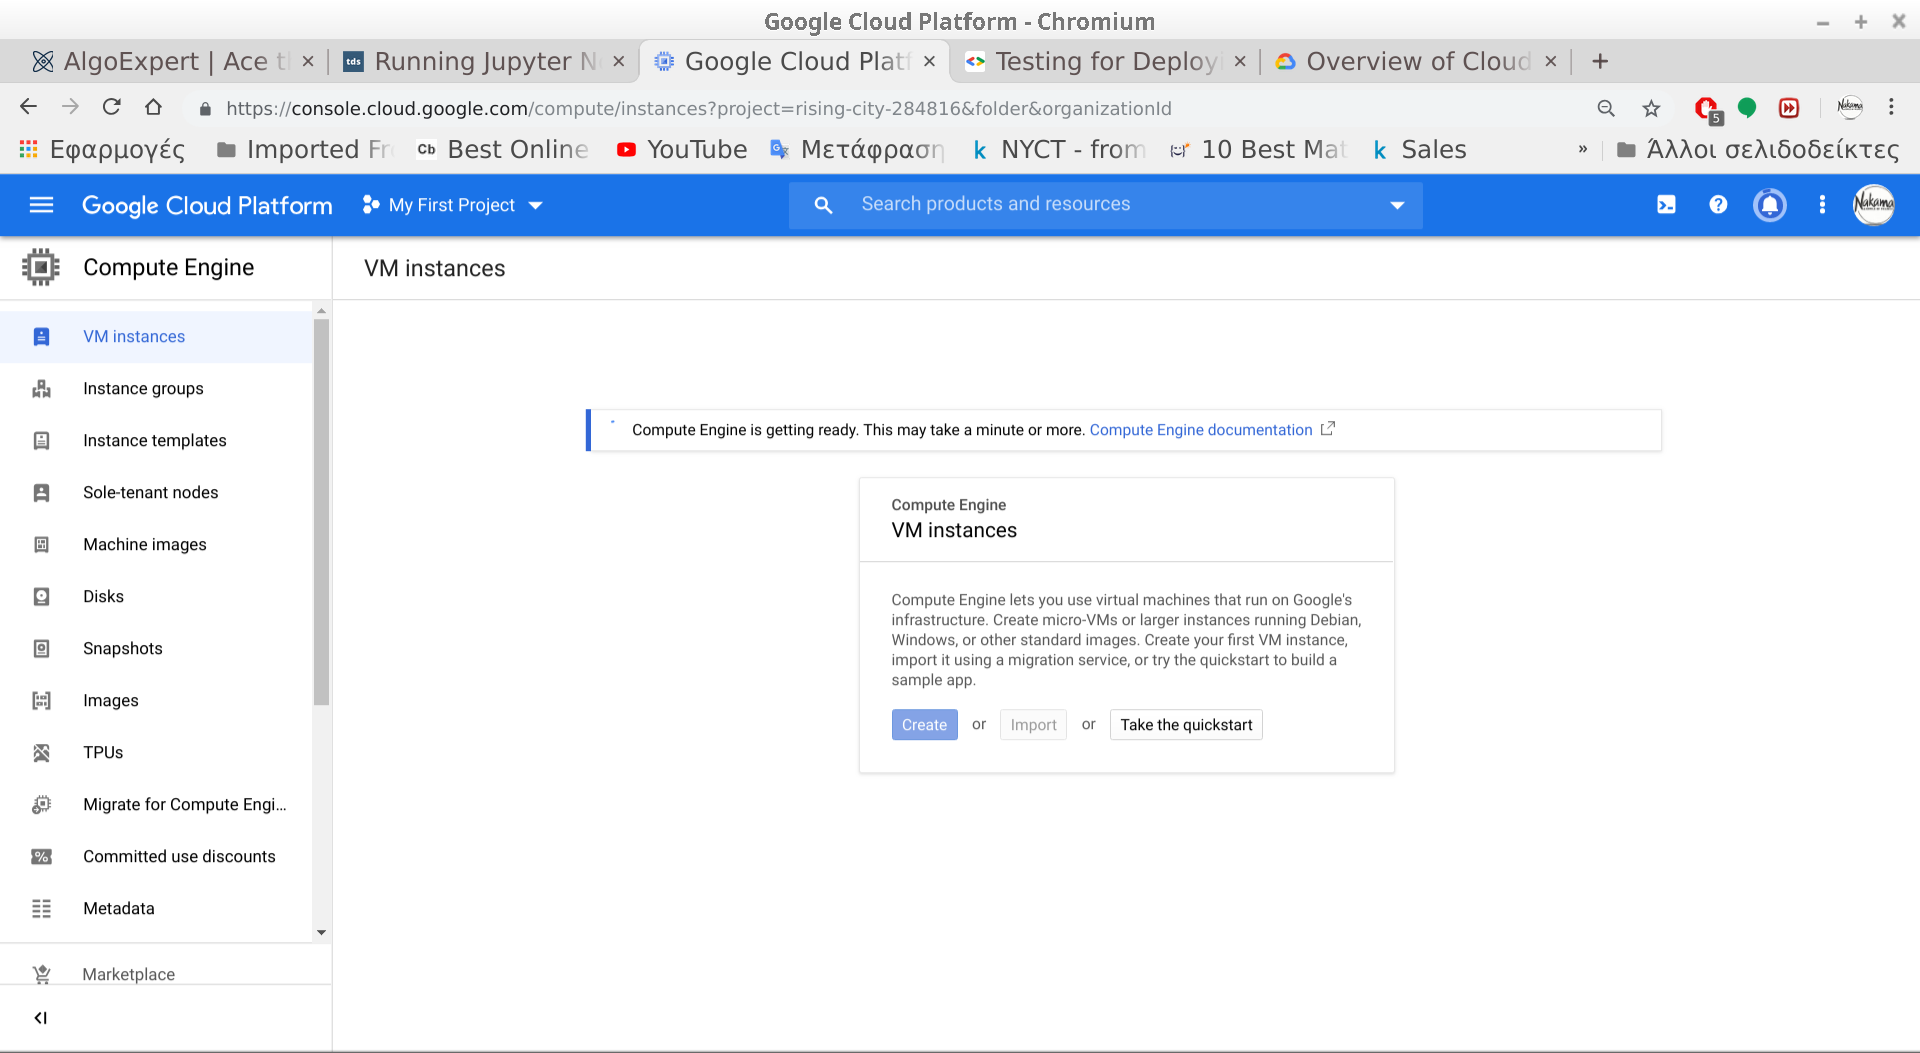 Google Cloud Platform - Chromium
AlgoExpert | Ace t
tds Running Jupyter N
Google Cloud Platf
Testing for Deployi
Overview of Cloud
https://console.cloud.google.com/compute/instances?project=rising-city-284816&folder&organizationId
5
Nakama
Εφαρμογές
Imported Fr
Cb Best Online
YouTube
Μετάφραση
k NYCT - from
10 Best Mat
k Sales
»
Άλλοι σελιδοδείκτες
Google Cloud Platform
My First Project
Search products and resources
Nakama
Compute Engine
VM instances
VM instances
Instance groups
Instance templates
Sole-tenant nodes
Machine images
Disks
Snapshots
Images
TPUs
Migrate for Compute Engi...
Committed use discounts
Metadata
Marketplace
Compute Engine is getting ready. This may take a minute or more. Compute Engine documentation
Compute Engine
VM instances
Compute Engine lets you use virtual machines that run on Google's
infrastructure. Create micro-VMs or larger instances running Debian,
Windows, or other standard images. Create your first VM instance,
import it using a migration service, or try the quickstart to build a
sample app.
Create or Import or Take the quickstart